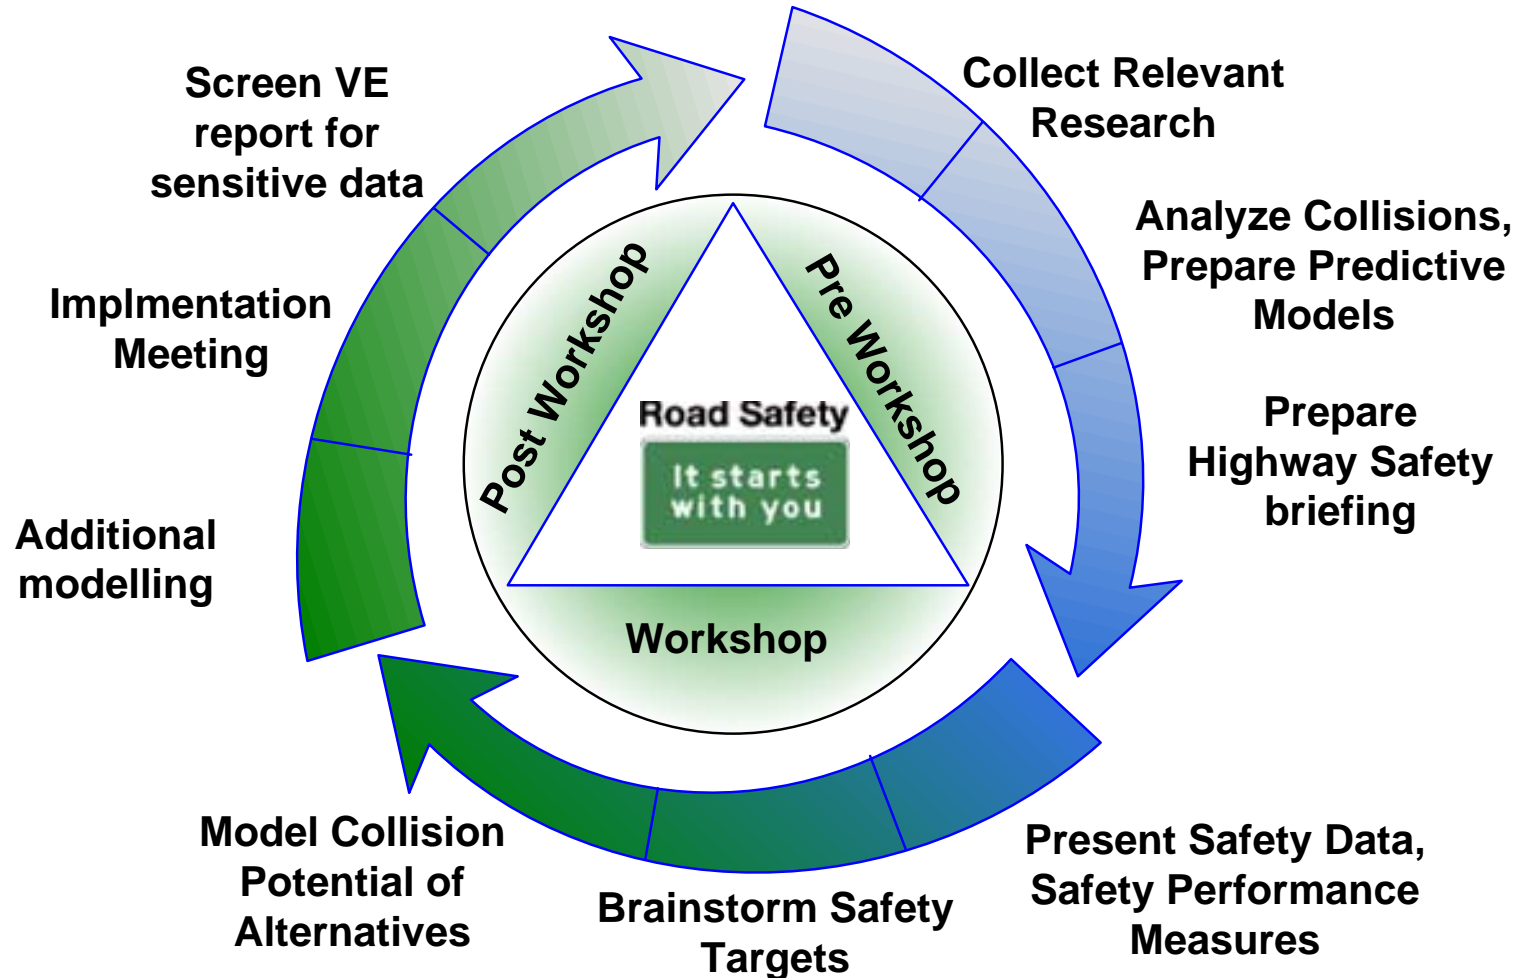 Collect Relevant
Research
Analyze Collisions,
Prepare Predictive
Models
Prepare
Highway Safety
briefing
Present Safety Data,
Safety Performance
Measures
Brainstorm Safety
Targets
Model Collision
Potential of
Alternatives
Additional
modelling
Implmentation
Meeting
Screen VE
report for
sensitive data
Pre Workshop
Workshop
Post Workshop
Road Safety
It starts
with you